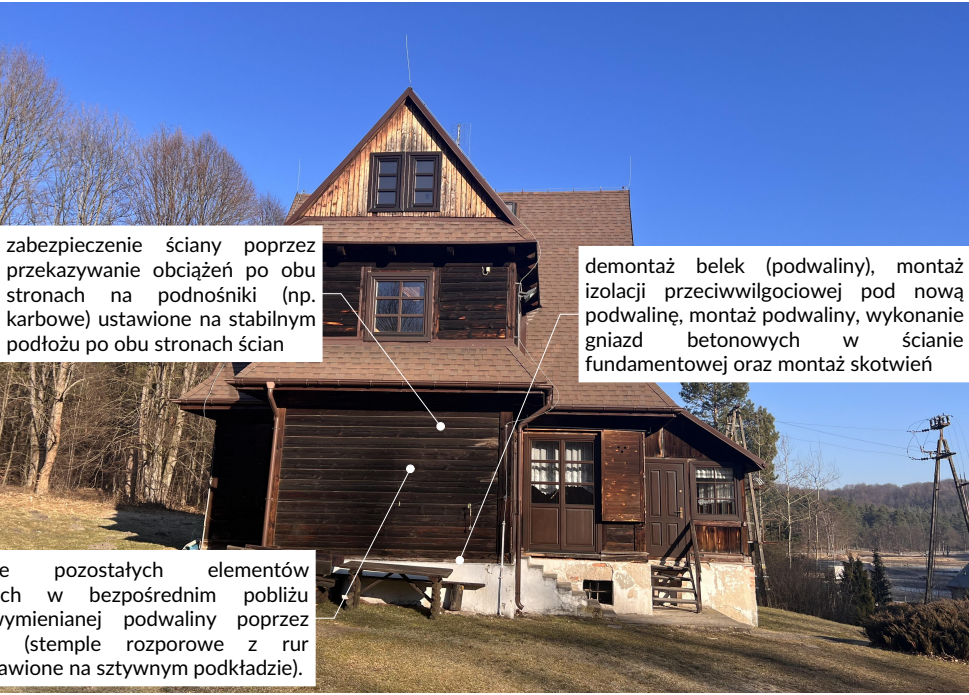 zabezpieczenie ściany poprzez
przekazywanie obciążeń po obu
stronach na podnośniki (np.
karbowe) ustawione na stabilnym
podłożu po obu stronach ścian
demontaż belek (podwaliny), montaż
izolacji przeciwwilgociowej pod nową
podwalinę, montaż podwaliny, wykonanie
gniazd betonowych w ścianie
fundamentowej oraz montaż skotwień
pozostałych elementów
w bezpośrednim pobliżu
wymienianej podwaliny poprzez
(stemple rozporowe z rur
na sztywnym podkładzie).